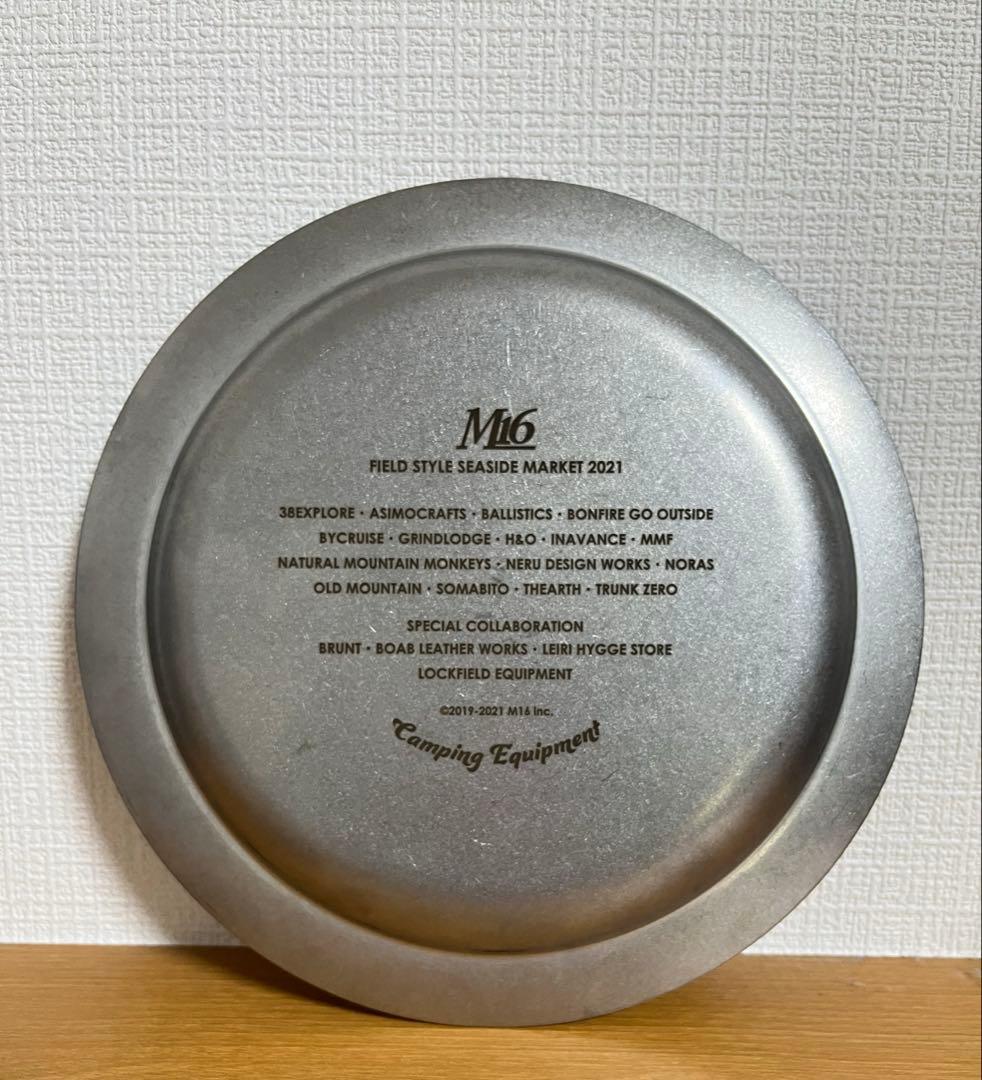 M16
FIELD STYLE SEASIDE MARKET 2021
38EXPLORE・ASIMOCRAFTS・BALLISTICS・BONFIRE GO OUTSIDE
BYCRUISE・GRINDLODGE・H&O・INAVANCE・MMF
NATURAL MOUNTAIN MONKEYS・NERU DESIGN WORKS・NORAS
OLD MOUNTAIN・SOMABITO・THEARTH・TRUNK ZERO
SPECIAL COLLABORATION
BRUNT・BOAB LEATHER WORKS・LEIRI HYGGE STORE
LOCKFIELD EQUIPMENT
©2019-2021 M16 Inc.
Camping Equipment